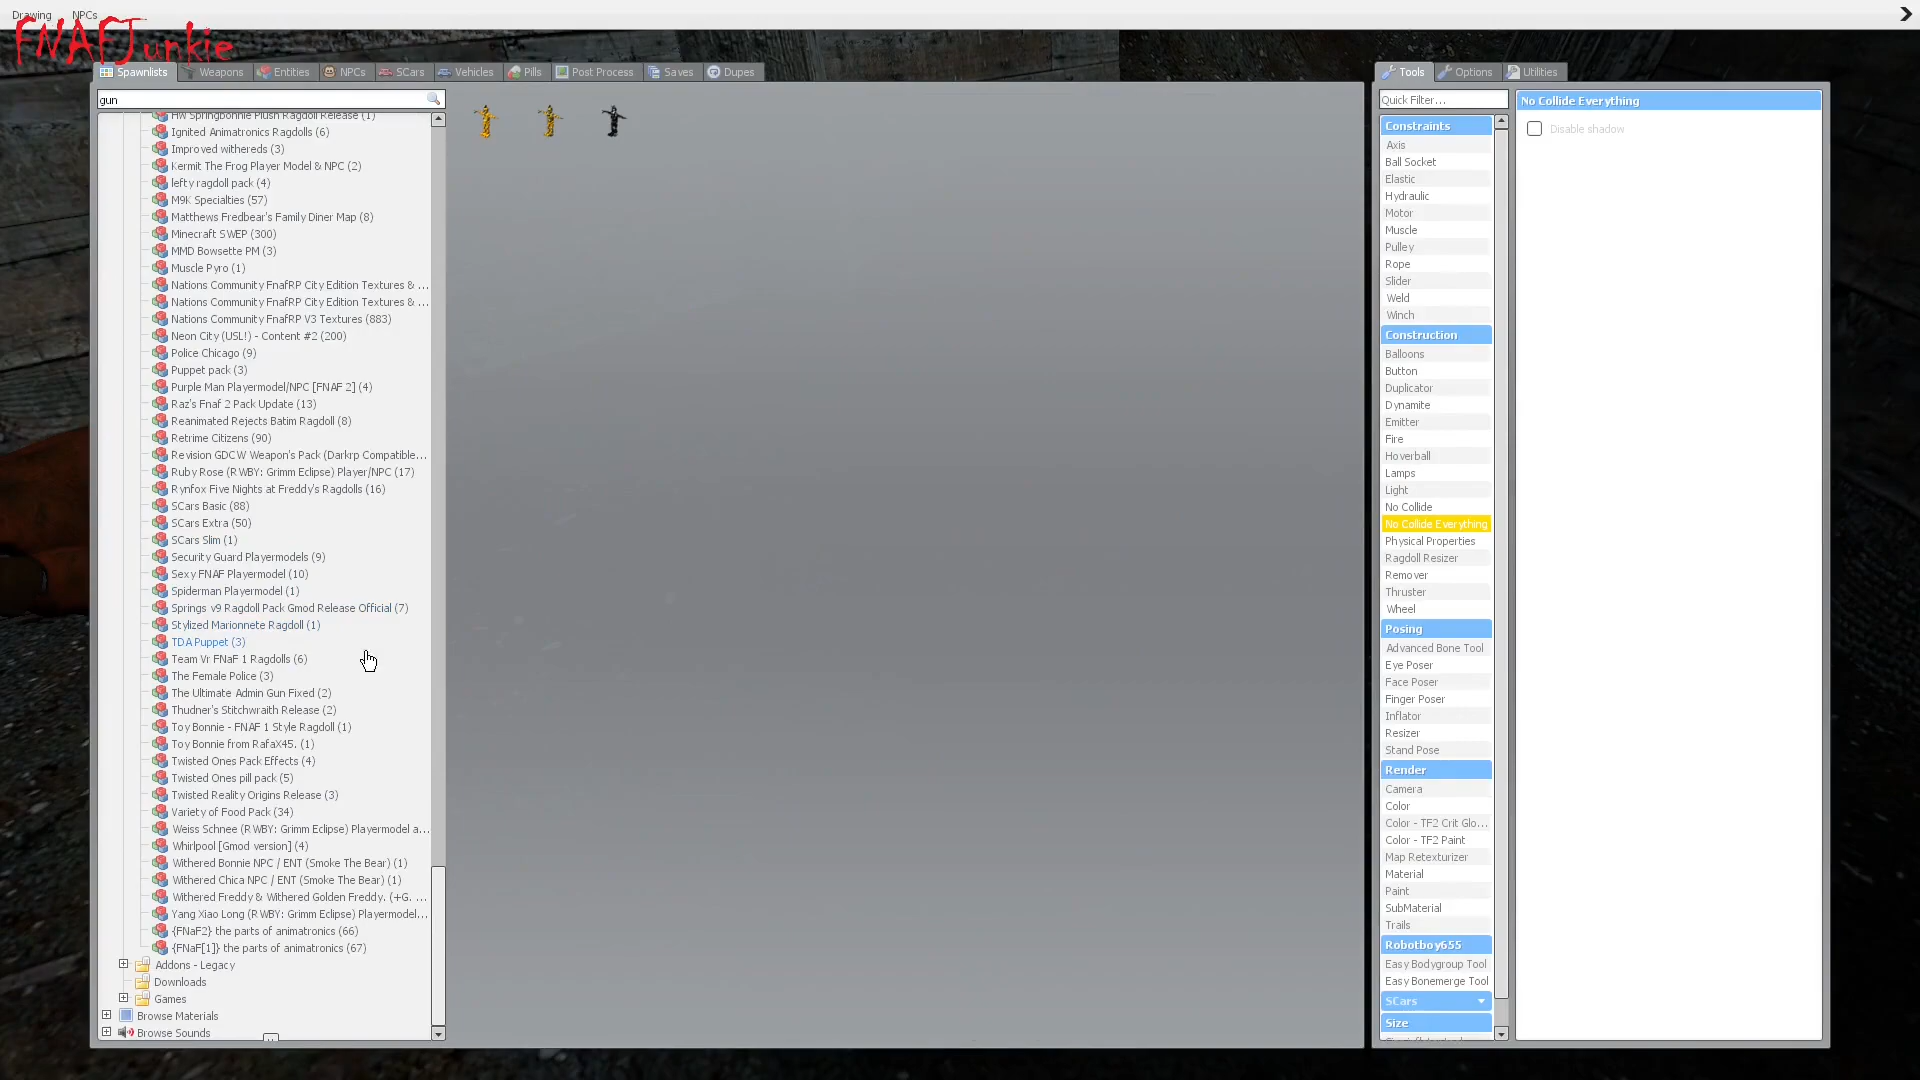 Drawing NPCs
FNAFJunkie
Spawnlists Weapons Entities NPCs SCars Vehicles Pills Post Process Saves Dupes
gun
HW Springbonnie Plush Ragdoll Release (1)
Ignited Animatronics Ragdolls (6)
Improved withereds (3)
Kermit The Frog Player Model & NPC (2)
lefty ragdoll pack (4)
M9K Specialties (57)
Matthews Fredbear's Family Diner Map (8)
Minecraft SWEP (300)
MMD Bowsette PM (3)
Muscle Pyro (1)
Nations Community FnafRP City Edition Textures & ...
Nations Community FnafRP City Edition Textures & ...
Nations Community FnafRP V3 Textures (883)
Neon City (USL!) - Content #2 (200)
Police Chicago (9)
Puppet pack (3)
Purple Man Playermodel/NPC [FNAF 2] (4)
Raz's Fnaf 2 Pack Update (13)
Reanimated Rejects Batim Ragdoll (8)
Retrime Citizens (90)
Revision GDCW Weapon's Pack (Darkrp Compatible...
Ruby Rose (RWBY: Grimm Eclipse) Player/NPC (17)
Rynfox Five Nights at Freddy's Ragdolls (16)
SCars Basic (88)
SCars Extra (50)
SCars Slim (1)
Security Guard Playermodels (9)
Sexy FNAF Playermodel (10)
Spiderman Playermodel (1)
Springs v9 Ragdoll Pack Gmod Release Official (7)
Stylized Marionnete Ragdoll (1)
TDA Puppet (3)
Team Vr FNaF 1 Ragdolls (6)
The Female Police (3)
The Ultimate Admin Gun Fixed (2)
Thudner's Stitchwraith Release (2)
Toy Bonnie - FNAF 1 Style Ragdoll (1)
Toy Bonnie from RafaX45. (1)
Twisted Ones Pack Effects (4)
Twisted Ones pill pack (5)
Twisted Reality Origins Release (3)
Variety of Food Pack (34)
Weiss Schnee (RWBY: Grimm Eclipse) Playermodel a...
Whirlpool [Gmod version] (4)
Withered Bonnie NPC / ENT (Smoke The Bear) (1)
Withered Chica NPC / ENT (Smoke The Bear) (1)
Withered Freddy & Withered Golden Freddy. (+G. ...
Yang Xiao Long (RWBY: Grimm Eclipse) Playermodel...
{FNaF2} the parts of animatronics (66)
{FNaF[1]} the parts of animatronics (67)
Addons - Legacy
Downloads
Games
Browse Materials
Browse Sounds
Tools Options Utilities
Quick Filter...
Constraints
Axis
Ball Socket
Elastic
Hydraulic
Motor
Muscle
Pulley
Rope
Slider
Weld
Winch
Construction
Balloons
Button
Duplicator
Dynamite
Emitter
Fire
Hoverball
Lamps
Light
No Collide
No Collide Everything
Physical Properties
Ragdoll Resizer
Remover
Thruster
Wheel
Posing
Advanced Bone Tool
Eye Poser
Face Poser
Finger Poser
Inflator
Resizer
Stand Pose
Render
Camera
Color
Color - TF2 Crit Glo...
Color - TF2 Paint
Map Retexturizer
Material
Paint
SubMaterial
Trails
Robotboy655
Easy Bodygroup Tool
Easy Bonemerge Tool
SCars
Size
No Collide Everything
Disable shadow